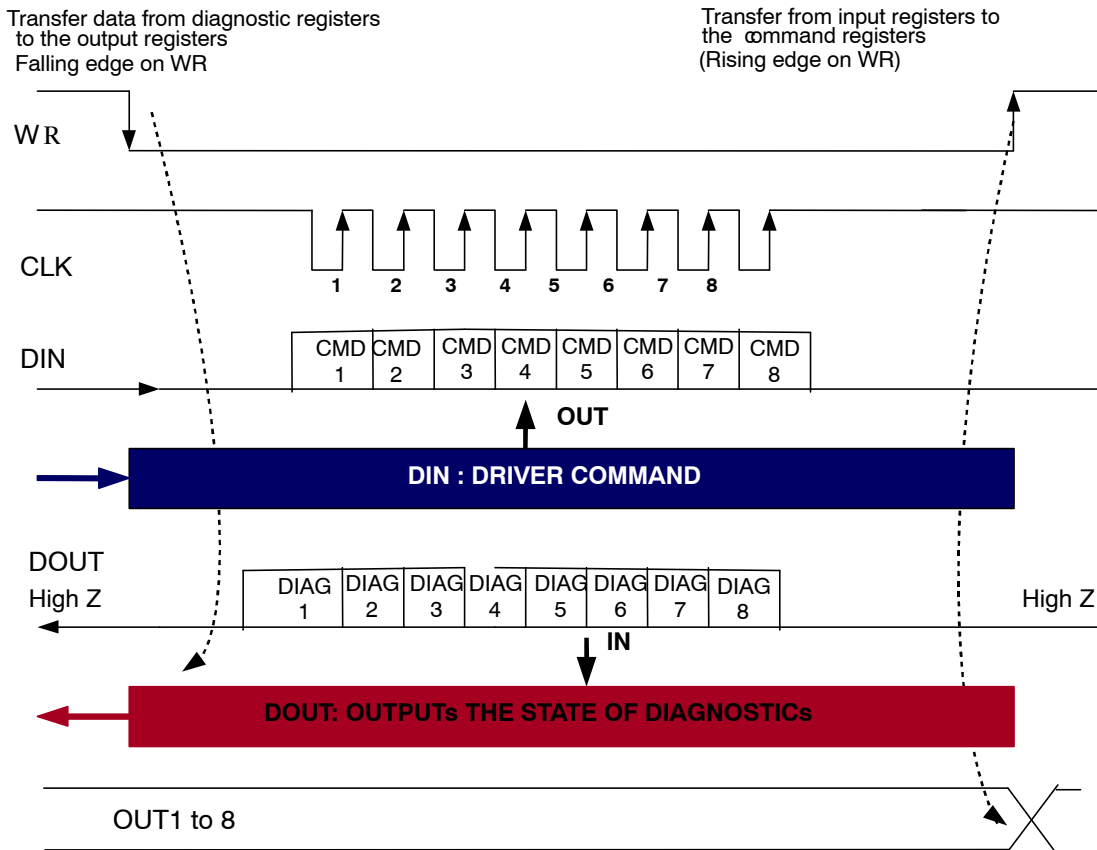 Transfer data from diagnostic registers
to the output registers
Falling edge on WR
Transfer from input registers to
the command registers
(Rising edge on WR)
WR
CLK
1 2 3 4 5 6 7 8
DIN
CMD CMD CMD CMD CMD CMD CMD CMD
1 2 3 4 5 6 7 8
OUT
DIN : DRIVER COMMAND
DOUT
DIAG DIAG DIAG DIAG DIAG DIAG DIAG DIAG
1 2 3 4 5 6 7 8
High Z High Z
IN
DOUT: OUTPUTs THE STATE OF DIAGNOSTICs
OUT1 to 8